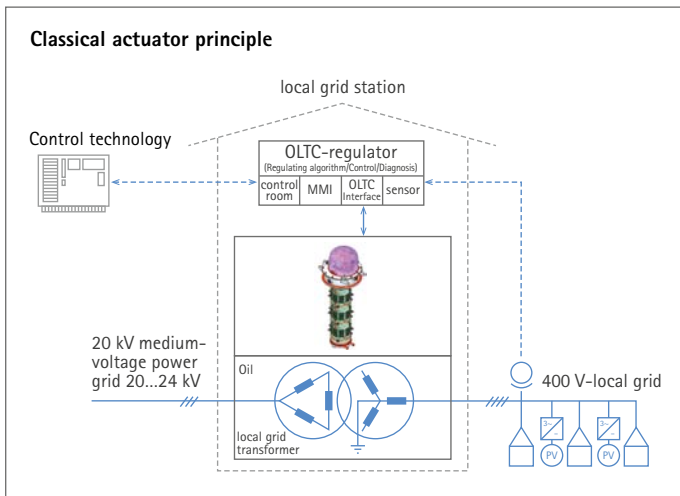 Classical actuator principle
local grid station
Control technology
OLTC-regulator
(Regulating algorithm/Control/Diagnosis)
control
room
MMI
OLTC
Interface
sensor
20 kV medium-
voltage power
grid 20...24 kV
Oil
local grid
transformer
400 V-local grid
3~
~
PV
3~
~
PV